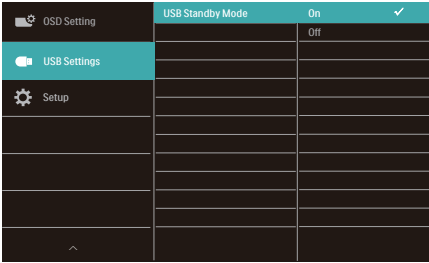 OSD Setting
USB Settings
Setup
USB Standby Mode
On
Off